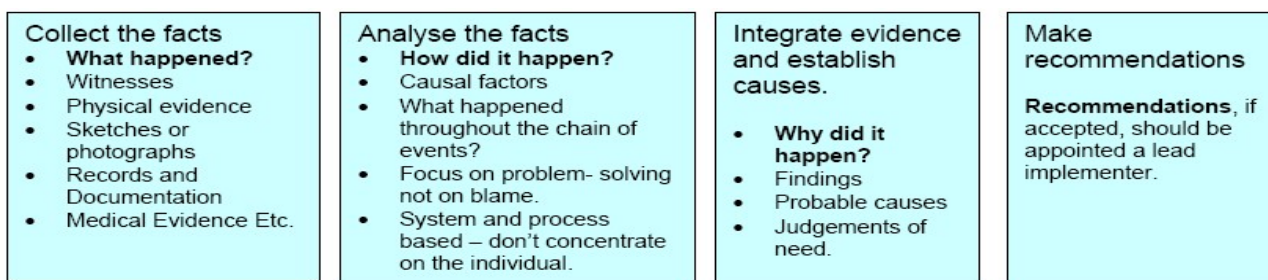 Collect the facts
• What happened?
• Witnesses
• Physical evidence
• Sketches or
photographs
• Records and
Documentation
• Medical Evidence Etc.
Analyse the facts
• How did it happen?
• Causal factors
• What happened
throughout the chain of
events?
• Focus on problem- solving
not on blame.
• System and process
based – don't concentrate
on the individual.
Integrate evidence
and establish
causes.
• Why did it
happen?
• Findings
• Probable causes
• Judgements of
need.
Make
recommendations
Recommendations, if
accepted, should be
appointed a lead
implementer.